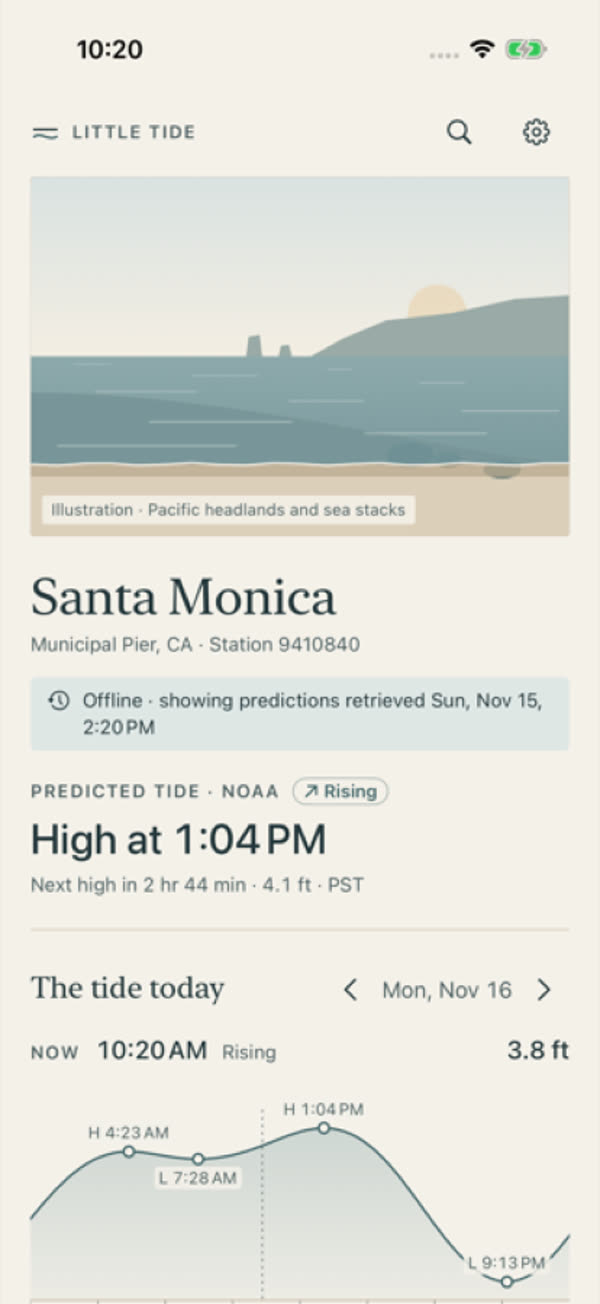 10:20
LITTLE TIDE
Illustration · Pacific headlands and sea stacks
Santa Monica
Municipal Pier, CA · Station 9410840
Offline · showing predictions retrieved Sun, Nov 15,
2:20 PM
PREDICTED TIDE · NOAA Rising
High at 1:04 PM
Next high in 2 hr 44 min · 4.1 ft · PST
The tide today Mon, Nov 16
NOW 10:20 AM Rising 3.8 ft
H 1:04 PM
H 4:23 AM
L 7:28 AM
L 9:13 PM